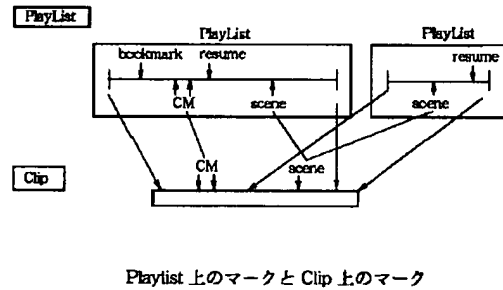 PlayList
PlayList
PlayList
bookmark
resume
resume
CM
scene
scene
CM
scene
Clip
Playlist 上のマークと Clip 上のマーク